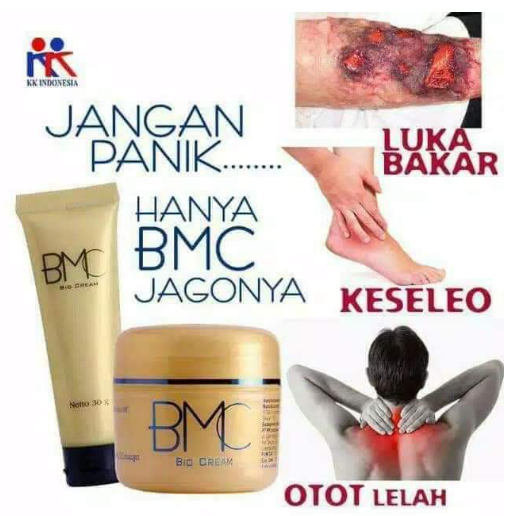 KK INDONESIA
JANGAN
PANIK........
HANYA
BMC
JAGONYA
LUKA
BAKAR
KESELEO
OTOT LELAH
BMC
BIO CREAM
Netto 30 g
BMC
BIO CREAM